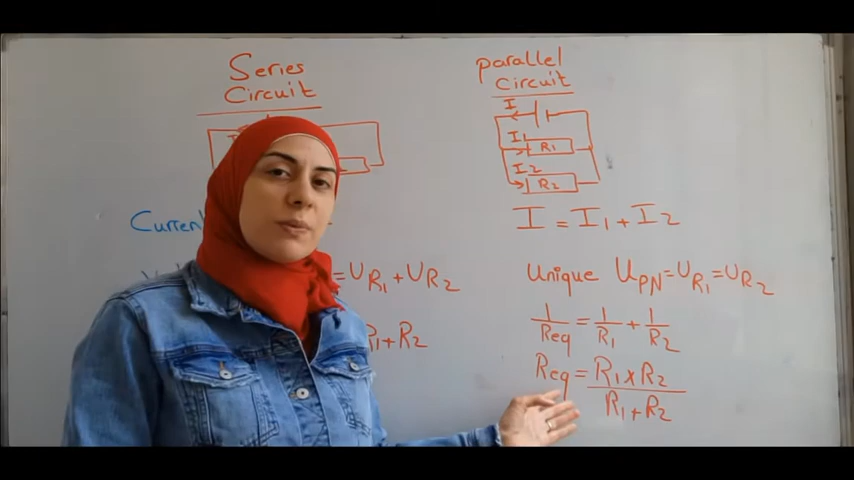 Series
Circuit
Current
= UR1 + UR2
R1 + R2
parallel
Circuit
I
I1
R1
I2
R2
I = I1 + I2
Unique UPN = UR1 = UR2
1/Req = 1/R1 + 1/R2
Req = R1 x R2 / R1 + R2